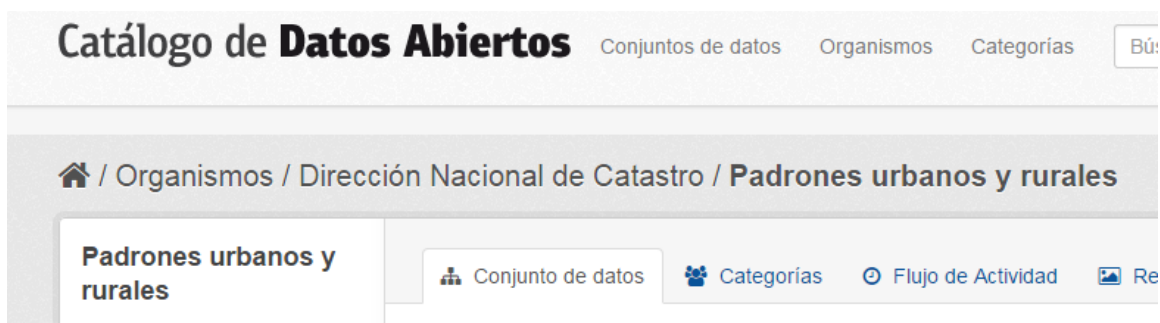 Catálogo de Datos Abiertos Conjuntos de datos Organismos Categorías
/ Organismos / Dirección Nacional de Catastro / Padrones urbanos y rurales
Padrones urbanos y
rurales
Conjunto de datos Categorías Flujo de Actividad